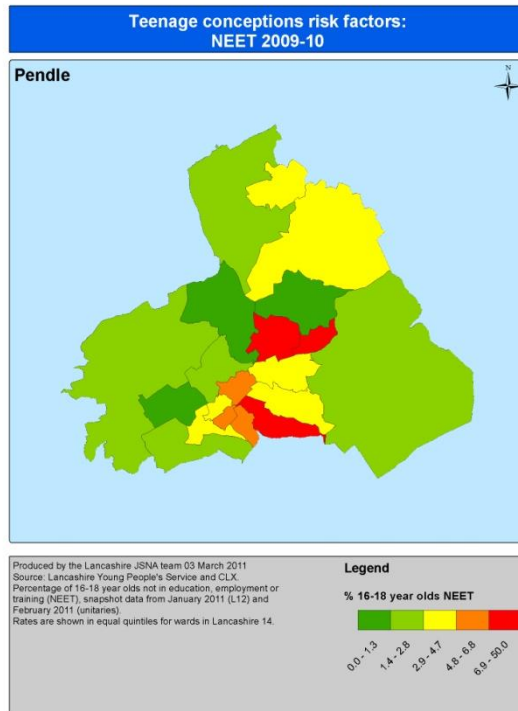 Teenage conceptions risk factors:
NEET 2009-10
Pendle
N
Produced by the Lancashire JSNA team 03 March 2011
Source: Lancashire Young People's Service and CLX.
Percentage of 16-18 year olds not in education, employment or
training (NEET), snapshot data from January 2011 (L12) and
February 2011 (unitaries).
Rates are shown in equal quintiles for wards in Lancashire 14.
Legend
% 16-18 year olds NEET
0.0 - 1.3
1.4 - 2.8
2.9 - 4.7
4.8 - 6.8
6.9 - 50.0